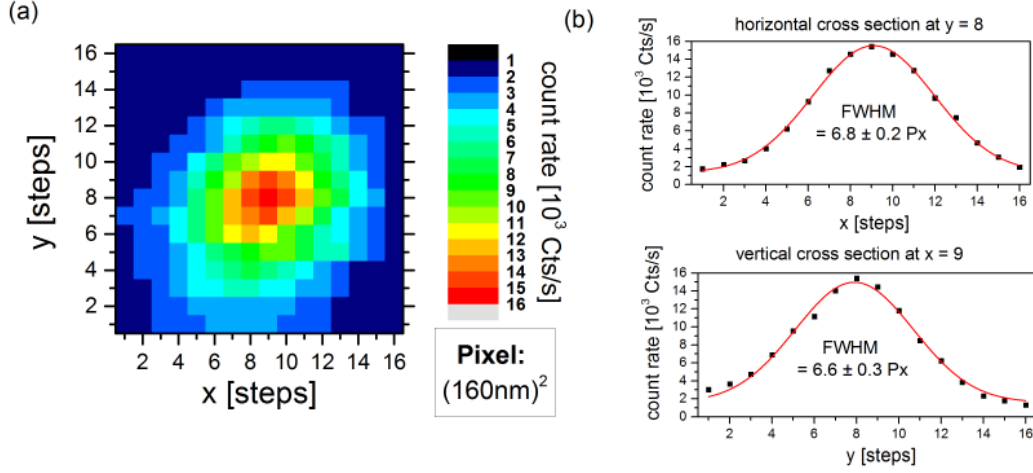 (a)
16
14
12
10
8
6
4
2
y [steps]
2 4 6 8 10 12 14 16
x [steps]
1
2
3
4
5
6
7
8
9
10
11
12
13
14
15
16
count rate [10³ Cts/s]
Pixel:
(160nm)²
(b)
horizontal cross section at y = 8
16
14
12
10
8
6
4
2
0
count rate [10³ Cts/s]
FWHM
= 6.8 ± 0.2 Px
2 4 6 8 10 12 14 16
x [steps]
vertical cross section at x = 9
16
14
12
10
8
6
4
2
0
count rate [10³ Cts/s]
FWHM
= 6.6 ± 0.3 Px
2 4 6 8 10 12 14 16
y [steps]